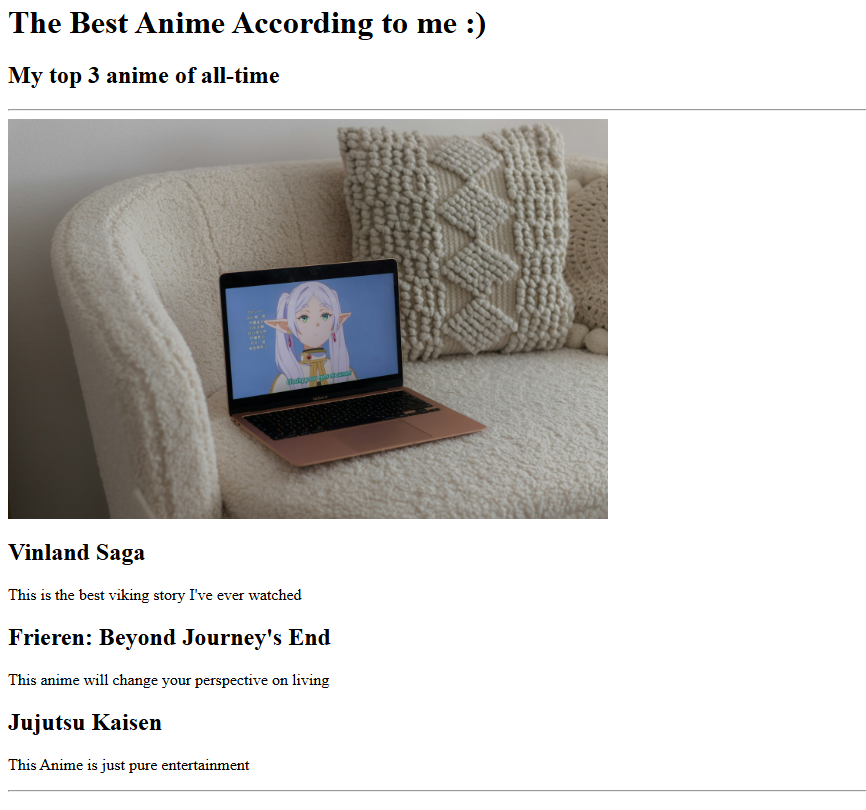 The Best Anime According to me :)
My top 3 anime of all-time
Vinland Saga
This is the best viking story I've ever watched
Frieren: Beyond Journey's End
This anime will change your perspective on living
Jujutsu Kaisen
This Anime is just pure entertainment